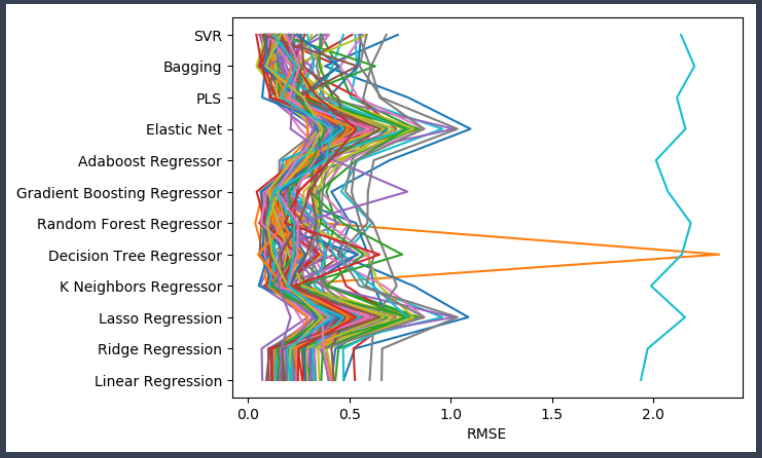 SVR
Bagging
PLS
Elastic Net
Adaboost Regressor
Gradient Boosting Regressor
Random Forest Regressor
Decision Tree Regressor
K Neighbors Regressor
Lasso Regression
Ridge Regression
Linear Regression
0.0 0.5 1.0 1.5 2.0
RMSE